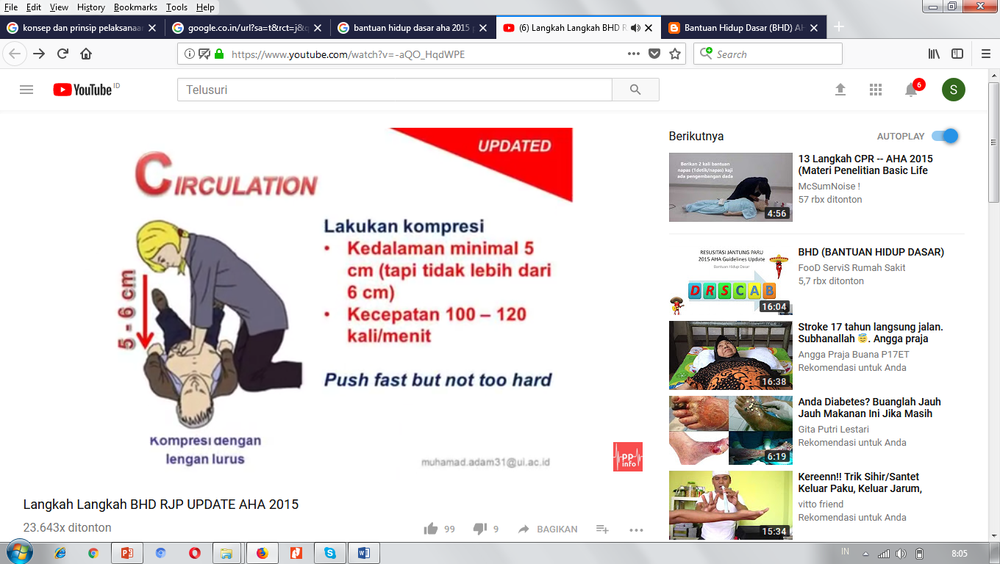 File Edit View History Bookmarks Tools Help
konsep dan prinsip pelaksanaan
google.co.in/url?sa=t&rct=j&q
bantuan hidup dasar aha 2015
(6) Langkah Langkah BHD R
Bantuan Hidup Dasar (BHD) AH
https://www.youtube.com/watch?v=-aQO_HqdWPE
Search
YouTube ID
Telusuri
6
S
UPDATED
CIRCULATION
Lakukan kompresi
• Kedalaman minimal 5
cm (tapi tidak lebih dari
6 cm)
• Kecepatan 100 – 120
kali/menit
Push fast but not too hard
5 - 6 cm
Kompresi dengan
lengan lurus
muhamad.adam31@ui.ac.id
pp
info
Langkah Langkah BHD RJP UPDATE AHA 2015
23.643x ditonton
99
9
BAGIKAN
Berikutnya
AUTOPLAY
Berikan 2 kali bantuan
napas (1detik/napas) kaji
ada pengembangan dada
4:56
13 Langkah CPR -- AHA 2015
(Materi Penelitian Basic Life
McSumNoise !
57 rbx ditonton
RESUSITASI JANTUNG PARU
2015 AHA Guidelines Update
Bantuan Hidup Dasar
DRSCAB
16:04
BHD (BANTUAN HIDUP DASAR)
FooD ServiS Rumah Sakit
5,7 rbx ditonton
16:38
Stroke 17 tahun langsung jalan.
Subhanallah 😇. Angga praja
Angga Praja Buana P17ET
Rekomendasi untuk Anda
6:19
Anda Diabetes? Buanglah Jauh
Jauh Makanan Ini Jika Masih
Gita Putri Lestari
Rekomendasi untuk Anda
15:34
Kereenn!! Trik Sihir/Santet
Keluar Paku, Keluar Jarum,
vitto friend
Rekomendasi untuk Anda
IN
8:05